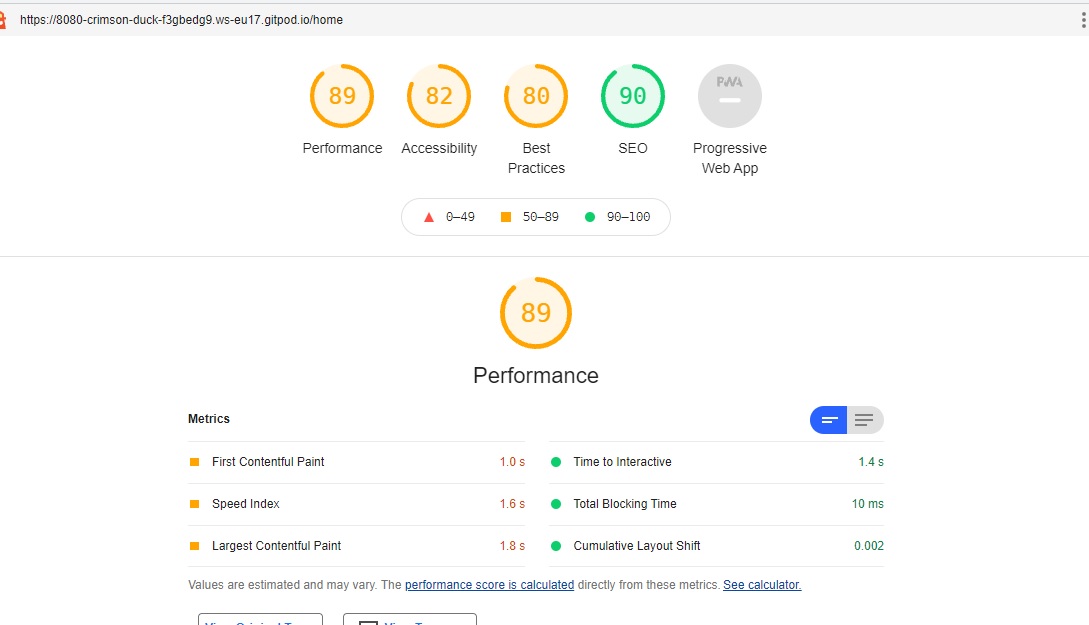 https://8080-crimson-duck-f3gbedg9.ws-eu17.gitpod.io/home
89 82 80 90 PWA
Performance Accessibility Best Practices SEO Progressive Web App
0–49 50–89 90–100
89
Performance
Metrics
First Contentful Paint 1.0 s Time to Interactive 1.4 s
Speed Index 1.6 s Total Blocking Time 10 ms
Largest Contentful Paint 1.8 s Cumulative Layout Shift 0.002
Values are estimated and may vary. The performance score is calculated directly from these metrics. See calculator.